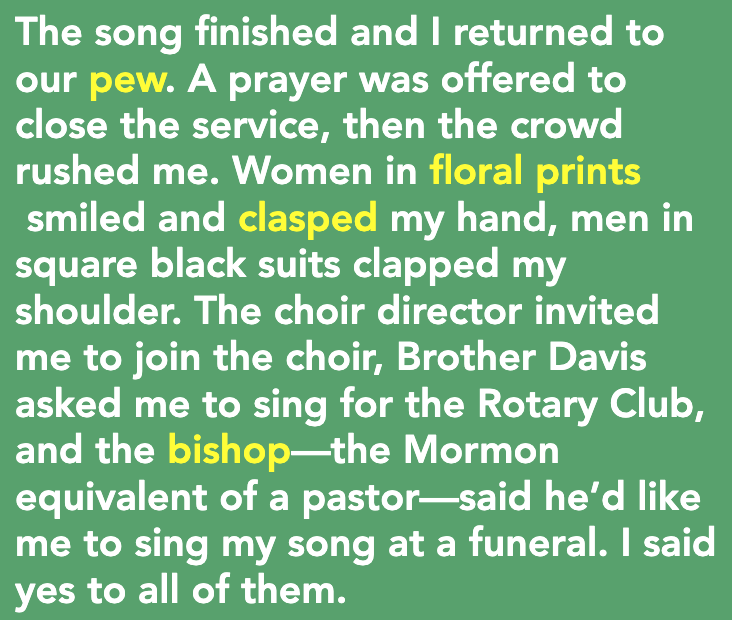 The song finished and I returned to
our pew. A prayer was offered to
close the service, then the crowd
rushed me. Women in floral prints
smiled and clasped my hand, men in
square black suits clapped my
shoulder. The choir director invited
me to join the choir, Brother Davis
asked me to sing for the Rotary Club,
and the bishop—the Mormon
equivalent of a pastor—said he’d like
me to sing my song at a funeral. I said
yes to all of them.